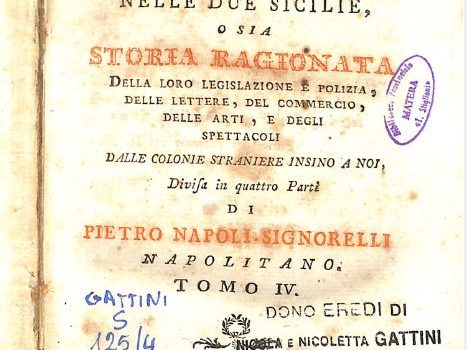 NELLE DUE SICILIE,
O SIA
STORIA RAGIONATA
DELLA LORO LEGISLAZIONE E POLIZIA,
DELLE LETTERE, DEL COMMERCIO,
DELLE ARTI, E DEGLI
SPETTACOLI
DALLE COLONIE STRANIERE INSINO A NOI,
Divisa in quattro Parti
DI
PIETRO NAPOLI-SIGNORELLI
NAPOLITANO.
TOMO IV.
Biblioteca Provinciale
MATERA
GATTINI
S
125/4
DONO EREDI DI
NICOLA E NICOLETTA GATTINI